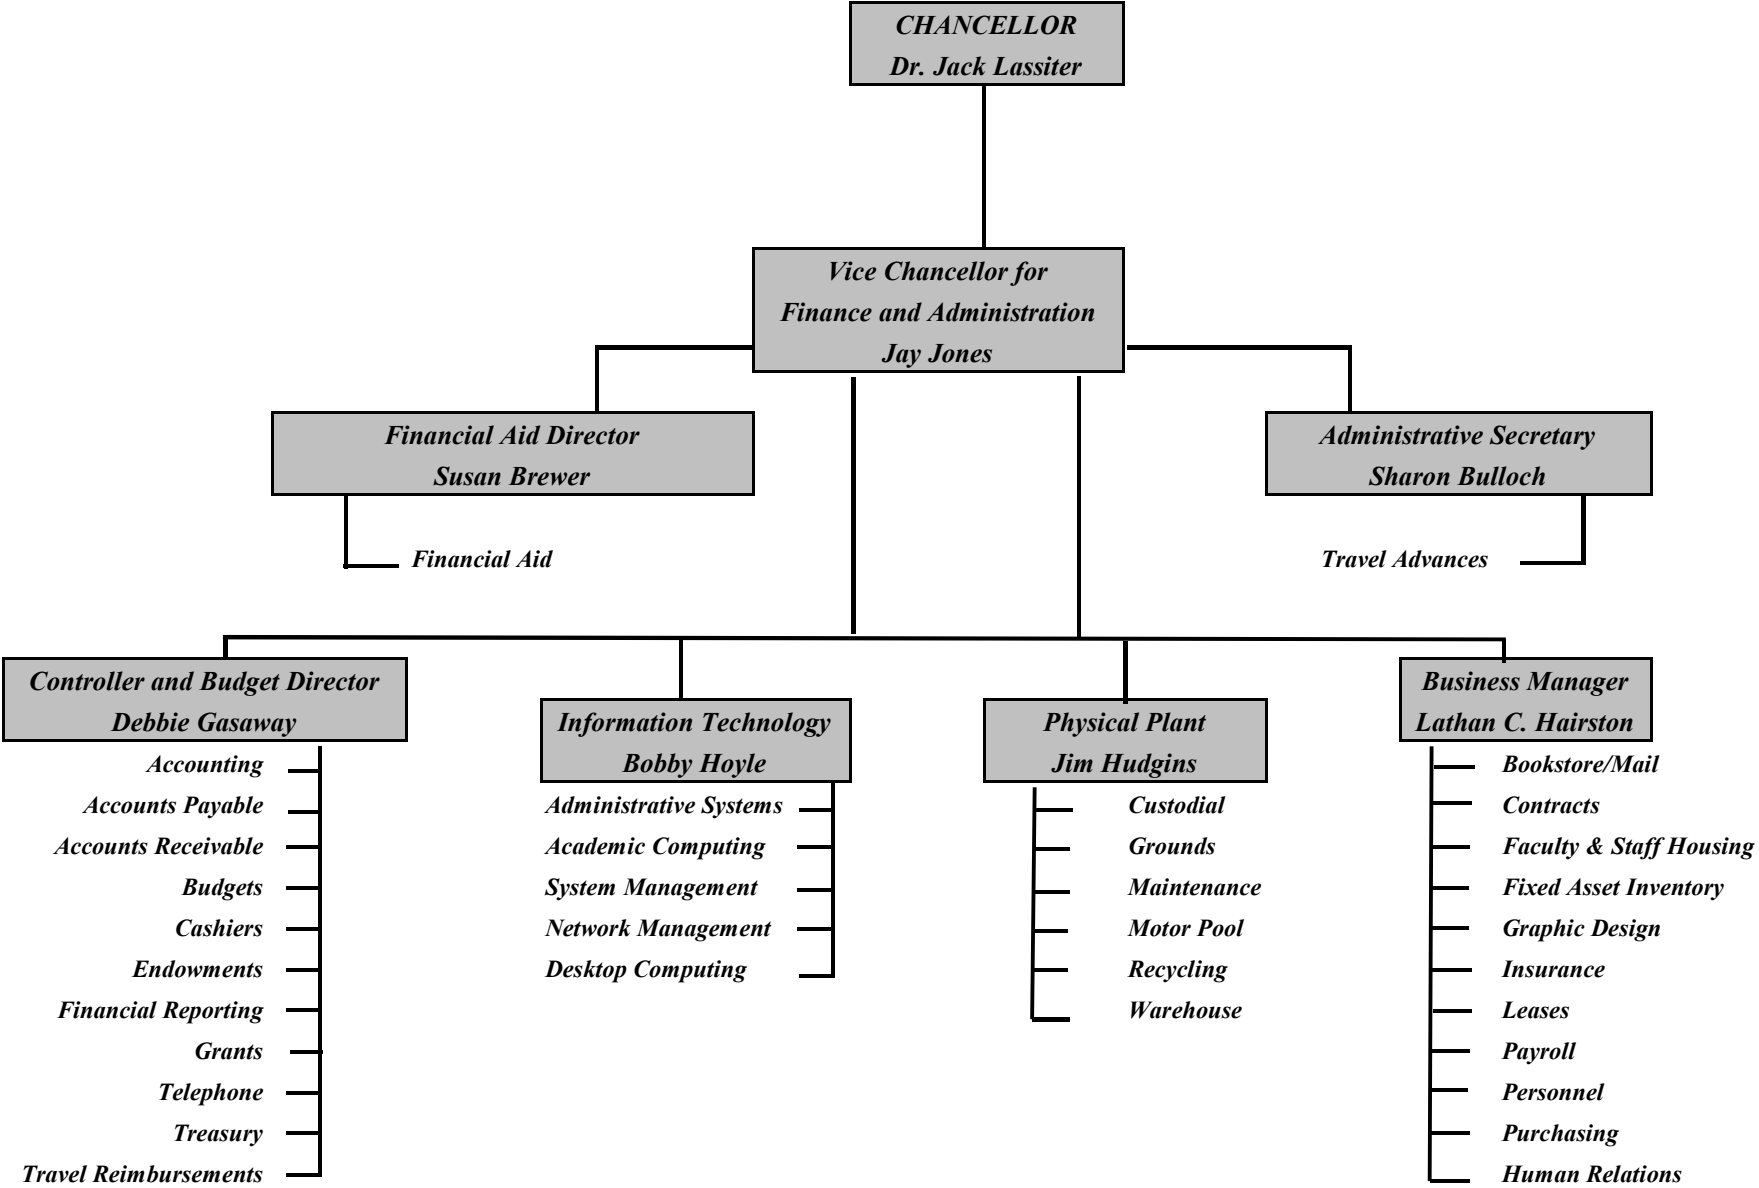 CHANCELLOR
Dr. Jack Lassiter
Vice Chancellor for
Finance and Administration
Jay Jones
Financial Aid Director
Susan Brewer
Administrative Secretary
Sharon Bulloch
Financial Aid
Travel Advances
Controller and Budget Director
Debbie Gasaway
Accounting
Accounts Payable
Accounts Receivable
Budgets
Cashiers
Endowments
Financial Reporting
Grants
Telephone
Treasury
Travel Reimbursements
Information Technology
Bobby Hoyle
Administrative Systems
Academic Computing
System Management
Network Management
Desktop Computing
Physical Plant
Jim Hudgins
Custodial
Grounds
Maintenance
Motor Pool
Recycling
Warehouse
Business Manager
Lathan C. Hairston
Bookstore/Mail
Contracts
Faculty & Staff Housing
Fixed Asset Inventory
Graphic Design
Insurance
Leases
Payroll
Personnel
Purchasing
Human Relations